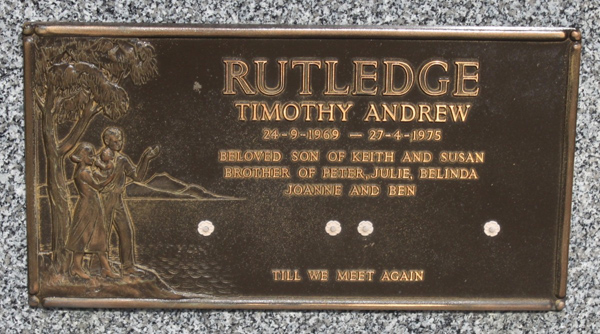 RUTLEDGE
TIMOTHY ANDREW
24-9-1969 — 27-4-1975
BELOVED SON OF KEITH AND SUSAN
BROTHER OF PETER, JULIE, BELINDA
JOANNE AND BEN
TILL WE MEET AGAIN